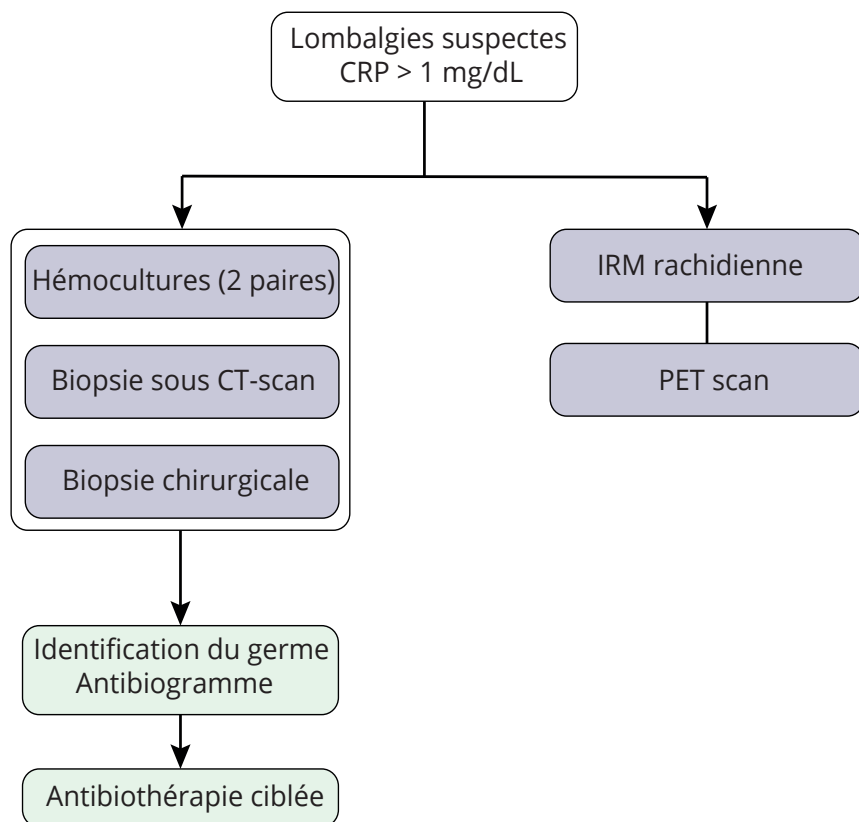 Lombalgies suspectes
CRP > 1 mg/dL
Hémocultures (2 paires)
Biopsie sous CT-scan
Biopsie chirurgicale
IRM rachidienne
PET scan
Identification du germe
Antibiogramme
Antibiothérapie ciblée